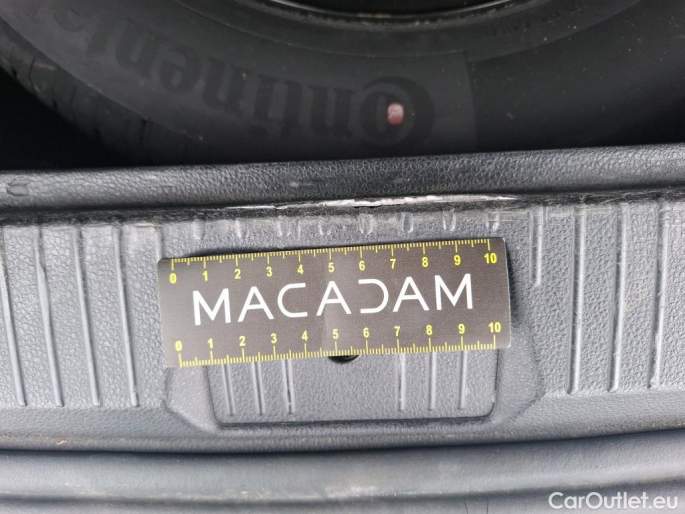 Continental
0 1 2 3 4 5 6 7 8 9 10
MACADAM
0 1 2 3 4 5 6 7 8 9 10
CarOutlet.eu